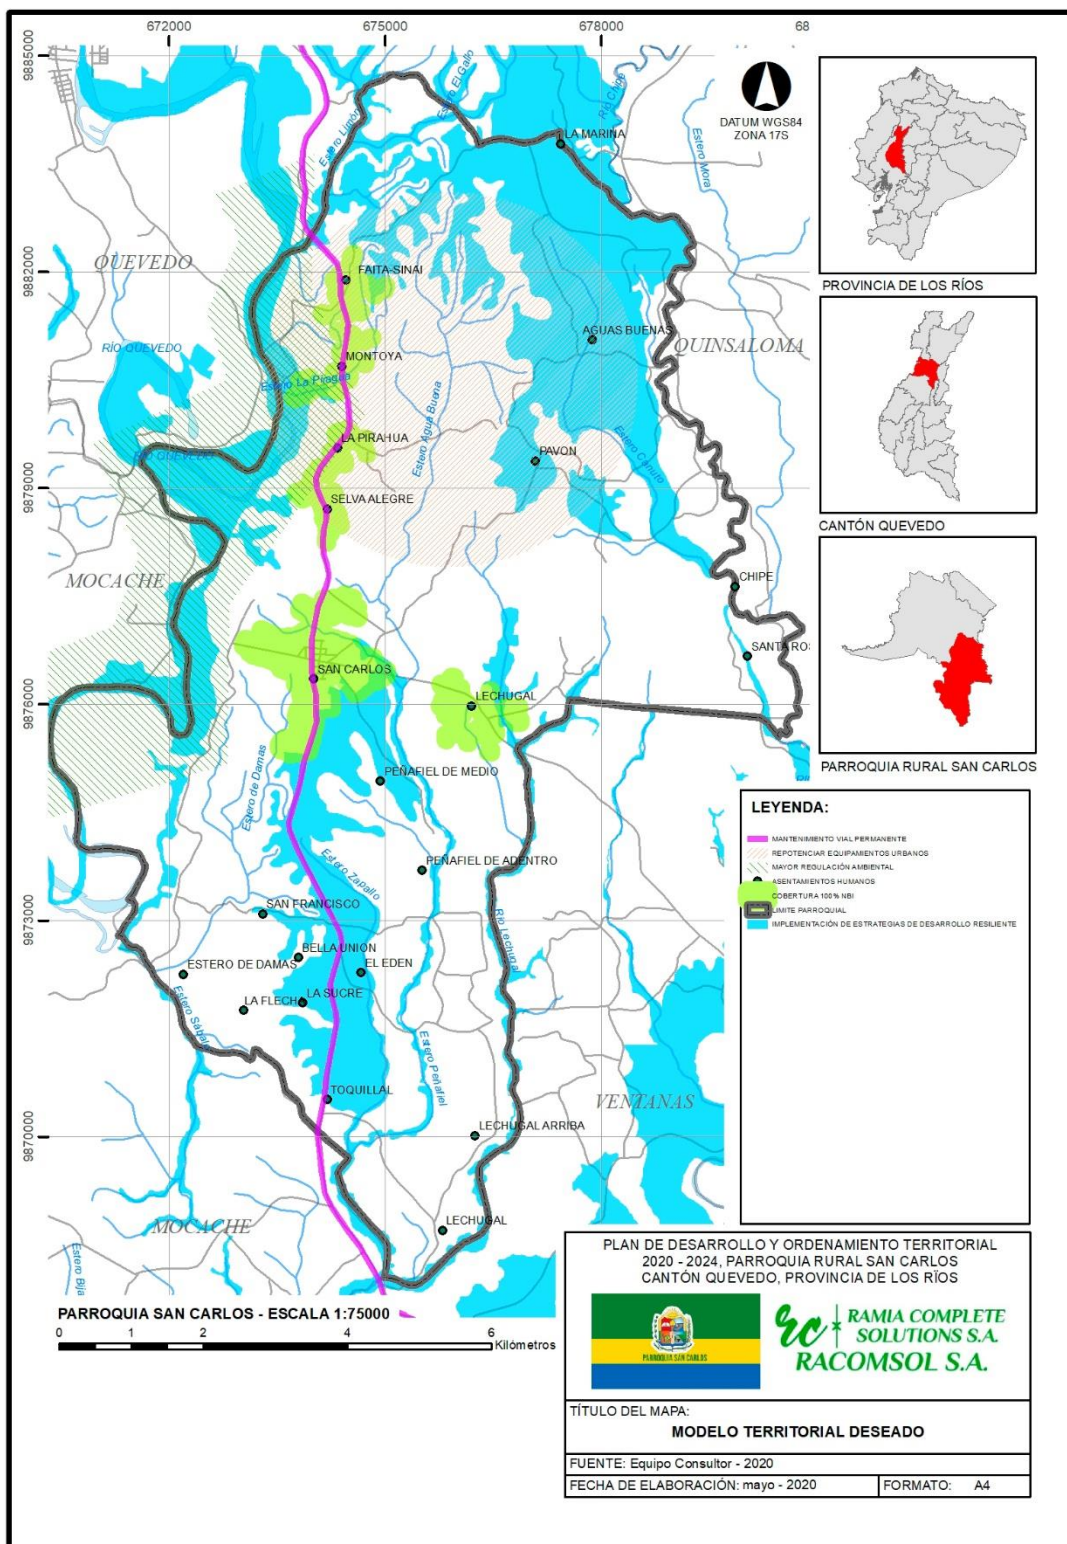 672000
675000
678000
68
9885000
9882000
9879000
9876000
9873000
9870000
DATUM WGS84
ZONA 17S
Estero El Gallo
Estero Limón
Río Chipe
Estero Mora
LA MARINA
QUEVEDO
FAITA-SINAI
AGUAS BUENAS
QUINSALOMA
RÍO QUEVEDO
MONTOYA
Estero La Piragua
Estero Agua Buena
LA PIRAHUA
RÍO QUEVEDO
PAVON
Estero Canuto
SELVA ALEGRE
MOCACHE
CHIPE
SANTA ROS
SAN CARLOS
LECHUGAL
Estero de Damas
PEÑAFIEL DE MEDIO
PEÑAFIEL DE ADENTRO
Estero Zapallo
SAN FRANCISCO
Río Lechugal
BELLA UNION
ESTERO DE DAMAS
EL EDEN
LA FLECHA
LA SUCRE
Estero Sábalo
Estero Peñafiel
TOQUILLAL
VENTANAS
LECHUGAL ARRIBA
MOCACHE
LECHUGAL
Estero Bija
PARROQUIA SAN CARLOS - ESCALA 1:75000
0 1 2 4 6
Kilómetros
PROVINCIA DE LOS RÍOS
CANTÓN QUEVEDO
PARROQUIA RURAL SAN CARLOS
LEYENDA:
MANTENIMIENTO VIAL PERMANENTE
REPOTENCIAR EQUIPAMIENTOS URBANOS
MAYOR REGULACIÓN AMBIENTAL
ASENTAMIENTOS HUMANOS
COBERTURA 100% NBI
LIMITE PARROQUIAL
IMPLEMENTACIÓN DE ESTRATEGIAS DE DESARROLLO RESILIENTE
PLAN DE DESARROLLO Y ORDENAMIENTO TERRITORIAL
2020 - 2024, PARROQUIA RURAL SAN CARLOS
CANTÓN QUEVEDO, PROVINCIA DE LOS RÏOS
PARROQUIA SAN CARLOS
rc RAMIA COMPLETE
SOLUTIONS S.A.
RACOMSOL S.A.
TÍTULO DEL MAPA:
MODELO TERRITORIAL DESEADO
FUENTE: Equipo Consultor - 2020
FECHA DE ELABORACIÓN: mayo - 2020
FORMATO: A4